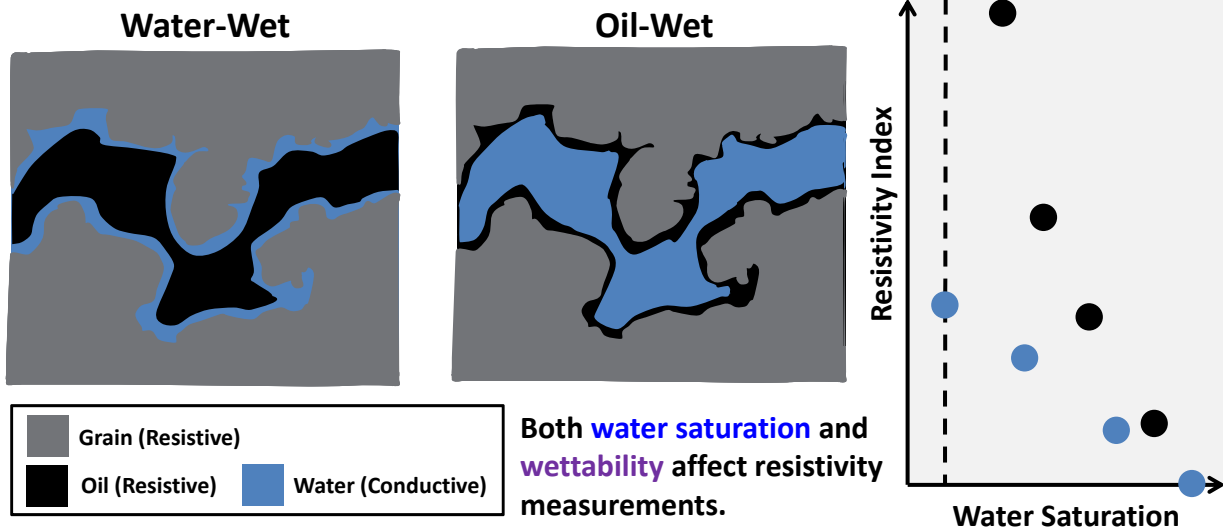 Water-Wet
Oil-Wet
Grain (Resistive)
Oil (Resistive)
Water (Conductive)
Both water saturation and
wettability affect resistivity
measurements.
Resistivity Index
Water Saturation